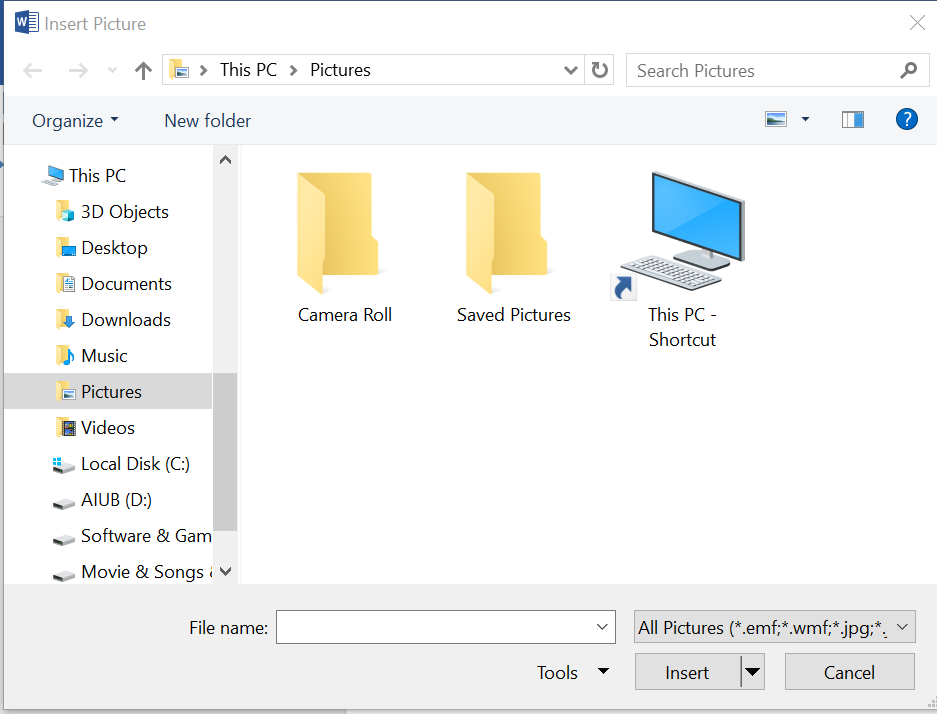 Insert Picture
This PC > Pictures
Search Pictures
Organize
New folder
?
This PC
3D Objects
Desktop
Documents
Downloads
Music
Pictures
Videos
Local Disk (C:)
AIUB (D:)
Software & Gam
Movie & Songs
Camera Roll
Saved Pictures
This PC -
Shortcut
File name:
All Pictures (*.emf;*.wmf;*.jpg;*.
Tools
Insert
Cancel